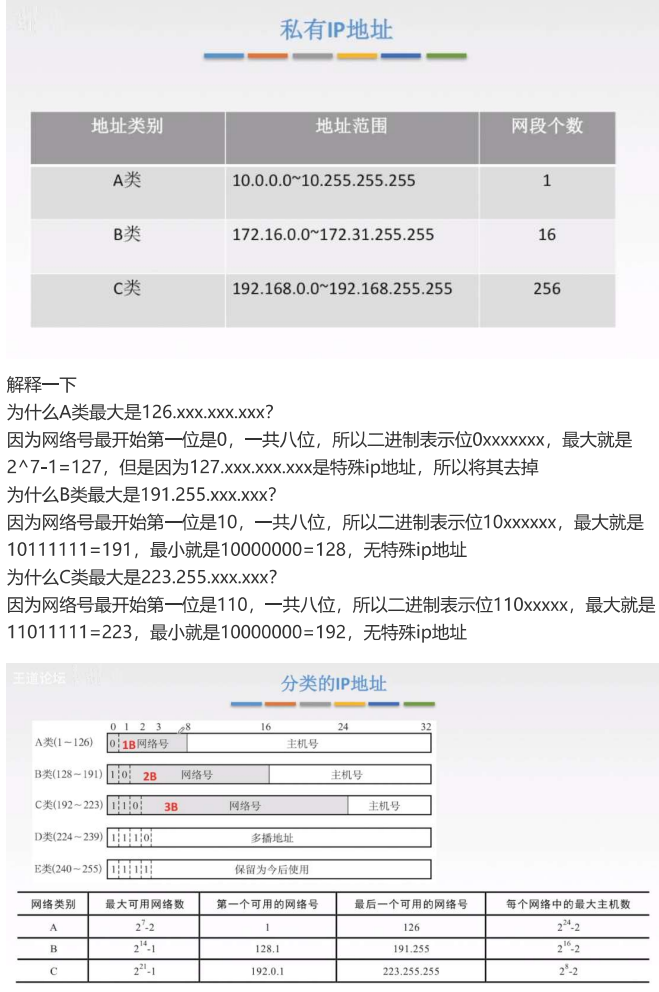 私有IP地址
地址类别 地址范围 网段个数
A类 10.0.0.0~10.255.255.255 1
B类 172.16.0.0~172.31.255.255 16
C类 192.168.0.0~192.168.255.255 256
解释一下
为什么A类最大是126.xxx.xxx.xxx?
因为网络号最开始第一位是0，一共八位，所以二进制表示位0xxxxxxx，最大就是
2^7-1=127，但是因为127.xxx.xxx.xxx是特殊ip地址，所以将其去掉
为什么B类最大是191.255.xxx.xxx?
因为网络号最开始第一位是10，一共八位，所以二进制表示位10xxxxxx，最大就是
10111111=191，最小就是10000000=128，无特殊ip地址
为什么C类最大是223.255.xxx.xxx?
因为网络号最开始第一位是110，一共八位，所以二进制表示位110xxxxx，最大就是
11011111=223，最小就是10000000=192，无特殊ip地址
王道论坛
分类的IP地址
0 1 2 3 8 16 24 32
A类(1～126) 0 1B 网络号 主机号
B类(128～191) 1 0 2B 网络号 主机号
C类(192～223) 1 1 0 3B 网络号 主机号
D类(224～239) 1 1 1 0 多播地址
E类(240～255) 1 1 1 1 保留为今后使用
网络类别 最大可用网络数 第一个可用的网络号 最后一个可用的网络号 每个网络中的最大主机数
A 2^7-2 1 126 2^24-2
B 2^14-1 128.1 191.255 2^16-2
C 2^21-1 192.0.1 223.255.255 2^8-2